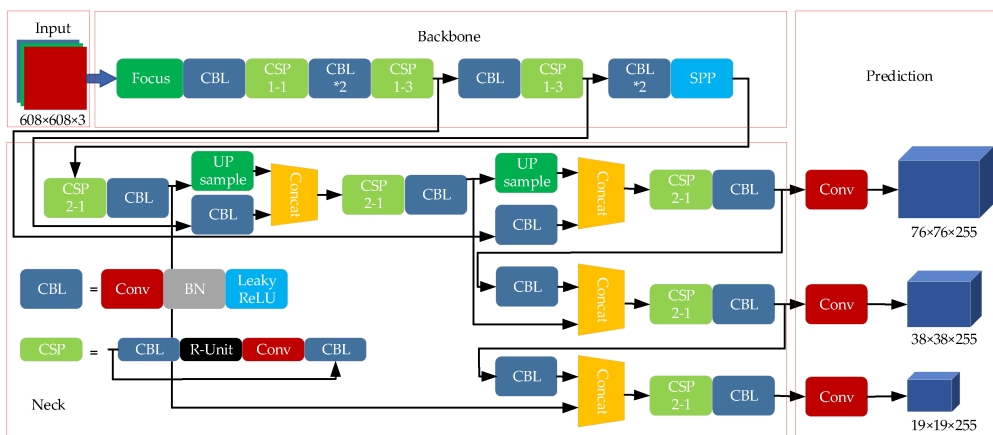 Input
Backbone
Prediction
Focus
CBL
CSP
1-1
CBL
*2
CSP
1-3
CBL
CSP
1-3
CBL
*2
SPP
608×608×3
CSP
2-1
CBL
UP
sample
CBL
Concat
CSP
2-1
CBL
UP
sample
CBL
Concat
CSP
2-1
CBL
Conv
76×76×255
CBL
=
Conv
BN
Leaky
ReLU
CBL
Concat
CSP
2-1
CBL
Conv
38×38×255
CSP
=
CBL
R-Unit
Conv
CBL
CBL
Concat
CSP
2-1
CBL
Conv
19×19×255
Neck